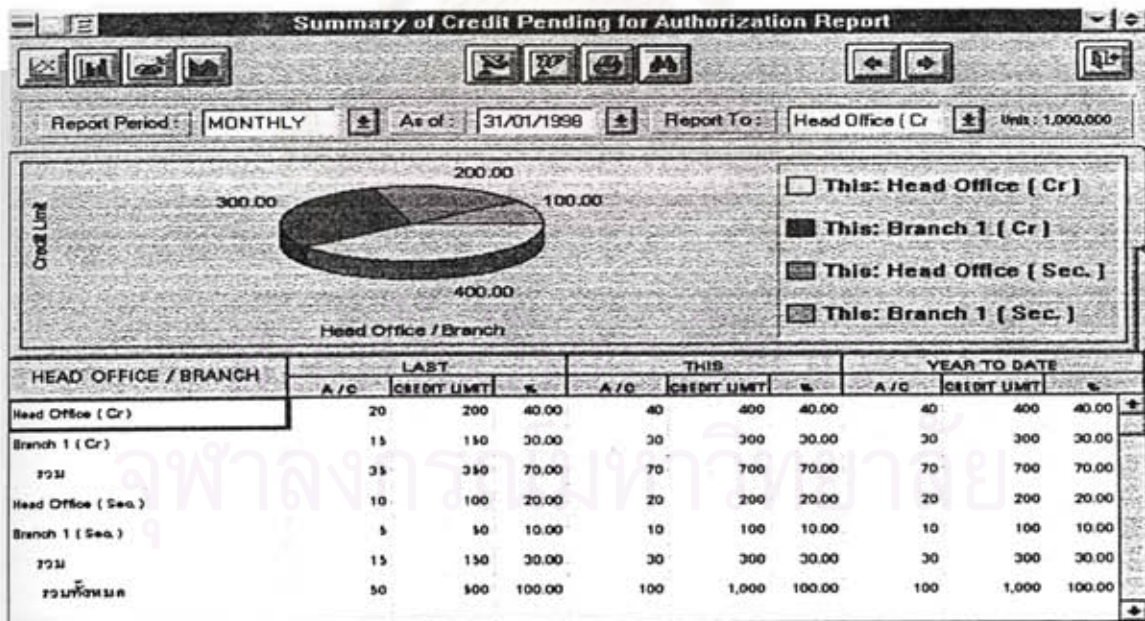 Summary of Credit Pending for Authorization Report
Report Period : MONTHLY As of : 31/01/1998 Report To : Head Office ( Cr Unit : 1,000,000
Credit Limit
200.00
300.00 100.00
400.00
Head Office / Branch
This: Head Office ( Cr )
This: Branch 1 ( Cr )
This: Head Office ( Sec. )
This: Branch 1 ( Sec. )
HEAD OFFICE / BRANCH LAST THIS YEAR TO DATE
A / C CREDIT LIMIT % A / C CREDIT LIMIT % A / C CREDIT LIMIT %
Head Office ( Cr ) 20 200 40.00 40 400 40.00 40 400 40.00
Branch 1 ( Cr ) 15 150 30.00 30 300 30.00 30 300 30.00
รวม 35 350 70.00 70 700 70.00 70 700 70.00
Head Office ( Sec. ) 10 100 20.00 20 200 20.00 20 200 20.00
Branch 1 ( Sec. ) 5 50 10.00 10 100 10.00 10 100 10.00
รวม 15 150 30.00 30 300 30.00 30 300 30.00
รวมทั้งหมด 50 500 100.00 100 1,000 100.00 100 1,000 100.00
จุฬาลงกรณ์มหาวิทยาลัย